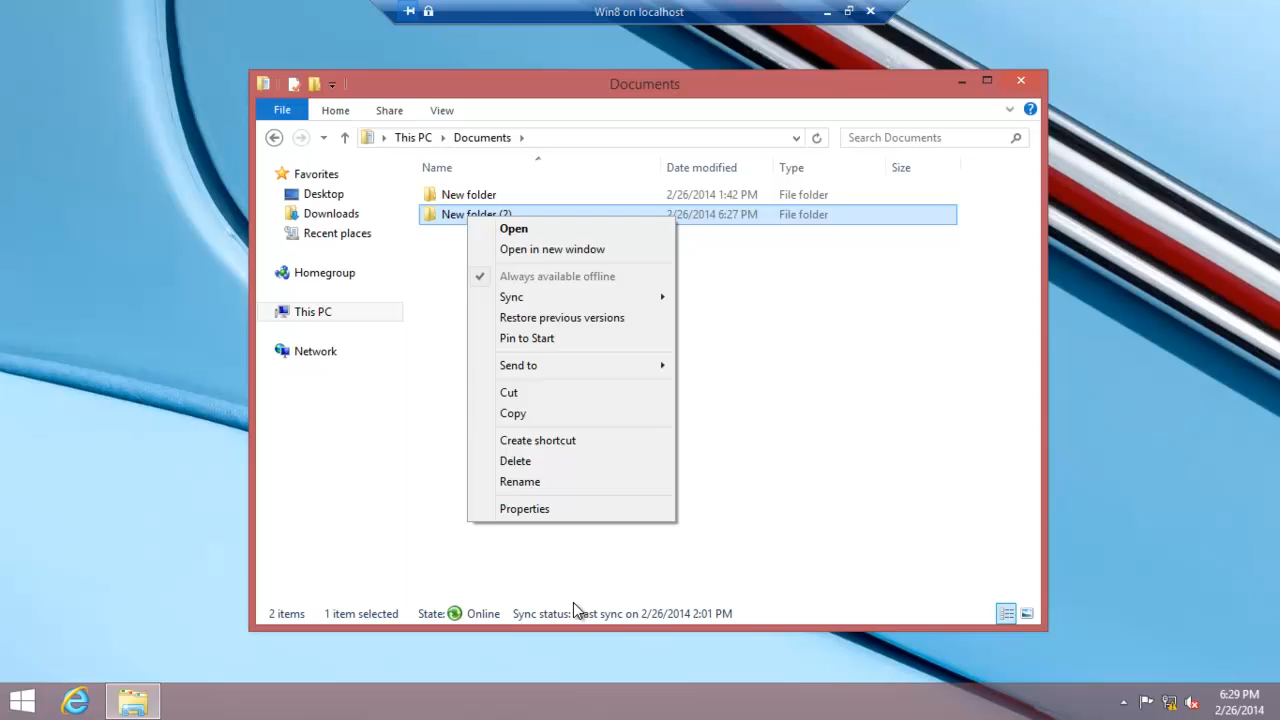 Win8 on localhost
Documents
File Home Share View
This PC Documents Search Documents
Name Date modified Type Size
Favorites
Desktop
Downloads
Recent places
Homegroup
This PC
Network
New folder 2/26/2014 1:42 PM File folder
New folder (2) 2/26/2014 6:27 PM File folder
Open
Open in new window
Always available offline
Sync
Restore previous versions
Pin to Start
Send to
Cut
Copy
Create shortcut
Delete
Rename
Properties
2 items 1 item selected State: Online Sync status: Last sync on 2/26/2014 2:01 PM
6:29 PM
2/26/2014